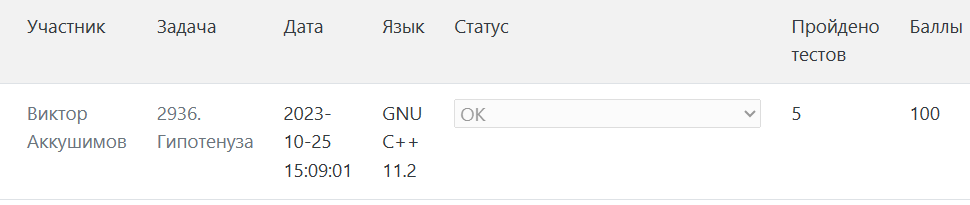 Участник Задача Дата Язык Статус Пройдено тестов Баллы
Виктор Аккушимов 2936. Гипотенуза 2023-10-25 15:09:01 GNU C++ 11.2 OK 5 100